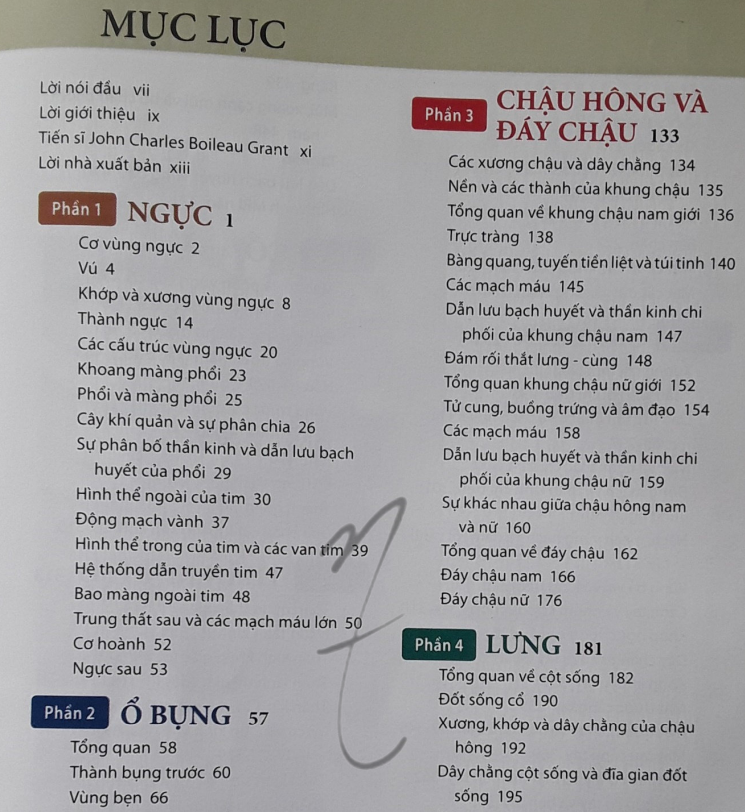 MỤC LỤC
Lời nói đầu vii
Lời giới thiệu ix
Tiến sĩ John Charles Boileau Grant xi
Lời nhà xuất bản xiii
Phần 1 NGỰC 1
Cơ vùng ngực 2
Vú 4
Khớp và xương vùng ngực 8
Thành ngực 14
Các cấu trúc vùng ngực 20
Khoang màng phổi 23
Phổi và màng phổi 25
Cây khí quản và sự phân chia 26
Sự phân bố thần kinh và dẫn lưu bạch
huyết của phổi 29
Hình thể ngoài của tim 30
Động mạch vành 37
Hình thể trong của tim và các van tim 39
Hệ thống dẫn truyền tim 47
Bao màng ngoài tim 48
Trung thất sau và các mạch máu lớn 50
Cơ hoành 52
Ngực sau 53
Phần 2 Ổ BỤNG 57
Tổng quan 58
Thành bụng trước 60
Vùng bẹn 66
Phần 3 CHẬU HÔNG VÀ
ĐÁY CHẬU 133
Các xương chậu và dây chằng 134
Nền và các thành của khung chậu 135
Tổng quan về khung chậu nam giới 136
Trực tràng 138
Bàng quang, tuyến tiền liệt và túi tinh 140
Các mạch máu 145
Dẫn lưu bạch huyết và thần kinh chi
phối của khung chậu nam 147
Đám rối thắt lưng - cùng 148
Tổng quan khung chậu nữ giới 152
Tử cung, buồng trứng và âm đạo 154
Các mạch máu 158
Dẫn lưu bạch huyết và thần kinh chi
phối của khung chậu nữ 159
Sự khác nhau giữa chậu hông nam
và nữ 160
Tổng quan về đáy chậu 162
Đáy chậu nam 166
Đáy chậu nữ 176
Phần 4 LƯNG 181
Tổng quan về cột sống 182
Đốt sống cổ 190
Xương, khớp và dây chằng của chậu
hông 192
Dây chằng cột sống và đĩa gian đốt
sống 195